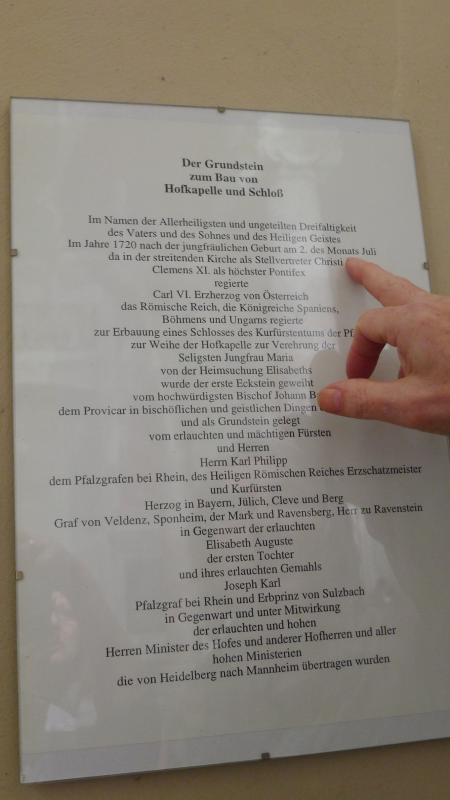 Der Grundstein
zum Bau von
Hofkapelle und Schloß
Im Namen der Allerheiligsten und ungeteilten Dreifaltigkeit
des Vaters und des Sohnes und des Heiligen Geistes
Im Jahre 1720 nach der jungfräulichen Geburt am 2. des Monats Juli
da in der streitenden Kirche als Stellvertreter Christi
Clemens XI. als höchster Pontifex
regierte
Carl VI. Erzherzog von Österreich
das Römische Reich, die Königreiche Spaniens,
Böhmens und Ungarns regierte
zur Erbauung eines Schlosses des Kurfürstentums der
zur Weihe der Hofkapelle zur Verehrung der
Seligsten Jungfrau Maria
von der Heimsuchung Elisabeths
wurde der erste Eckstein geweiht
vom hochwürdigsten Bischof Johann
dem Provicar in bischöflichen und geistlichen Dingen
und als Grundstein gelegt
vom erlauchten und mächtigen Fürsten
und Herren
Herrn Karl Philipp
dem Pfalzgrafen bei Rhein, des Heiligen Römischen Reiches Erzschatzmeister
und Kurfürsten
Herzog in Bayern, Jülich, Cleve und Berg
Graf von Veldenz, Sponheim, der Mark und Ravensberg, Herr zu Ravenstein
in Gegenwart der erlauchten
Elisabeth Auguste
der ersten Tochter
und ihres erlauchten Gemahls
Joseph Karl
Pfalzgraf bei Rhein und Erbprinz von Sulzbach
in Gegenwart und unter Mitwirkung
der erlauchten und hohen
Herren Minister des Hofes und anderer Hofherren und aller
hohen Ministerien
die von Heidelberg nach Mannheim übertragen wurden